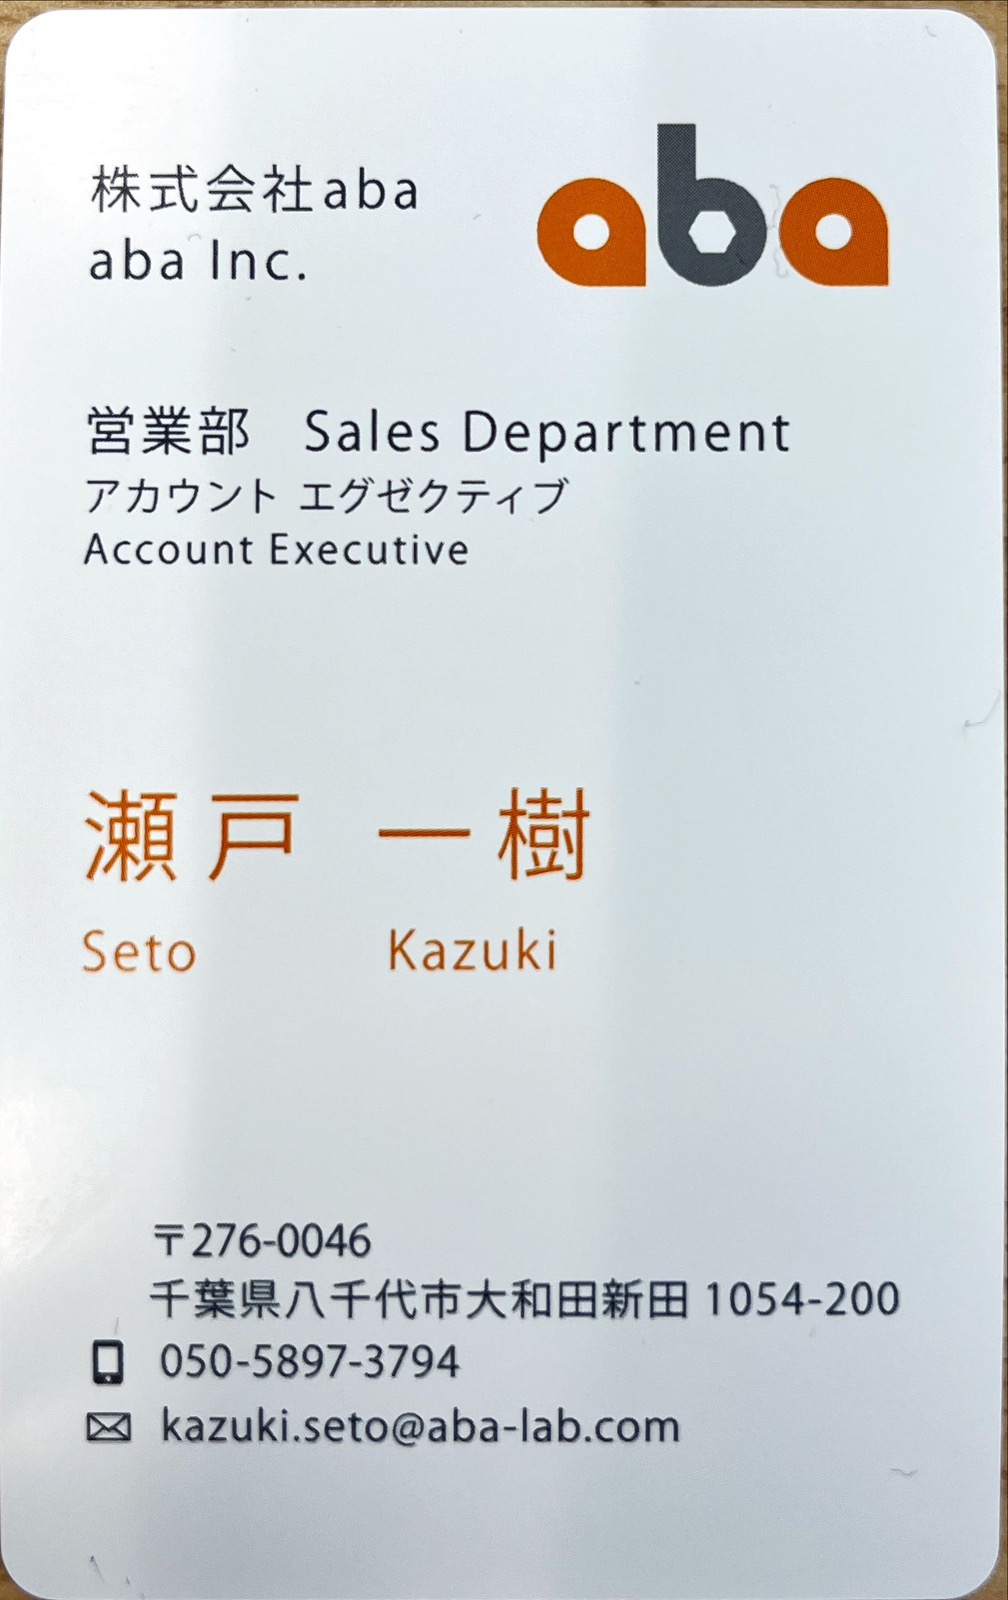 株式会社aba
aba Inc.
aba
営業部 Sales Department
アカウント エグゼクティブ
Account Executive
瀬戸 一樹
Seto Kazuki
〒276-0046
千葉県八千代市大和田新田 1054-200
050-5897-3794
kazuki.seto@aba-lab.com